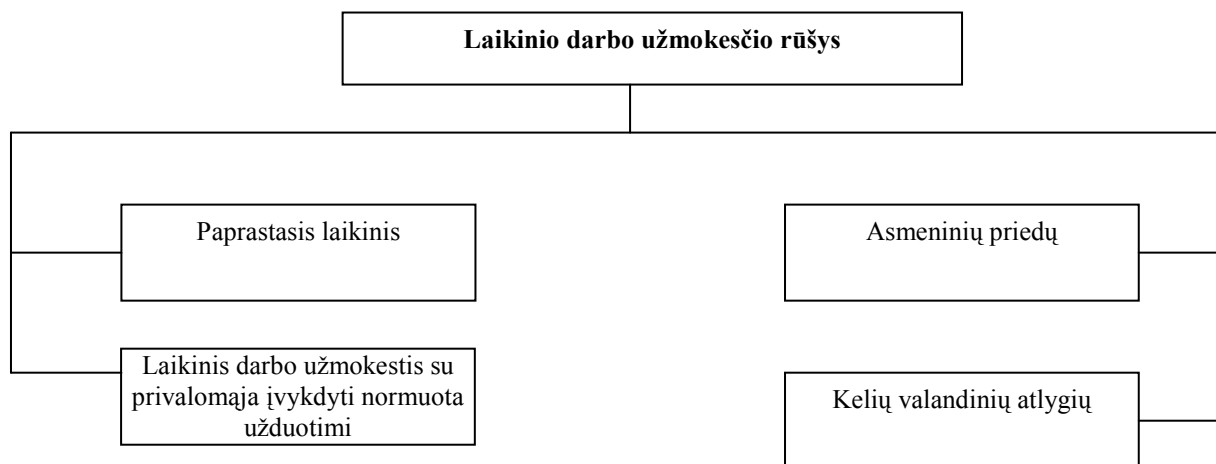 Laikinio darbo užmokesčio rūšys
Paprastasis laikinis
Asmeninių priedų
Laikinis darbo užmokestis su
privalomąja įvykdyti normuota
užduotimi
Kelių valandinių atlygių